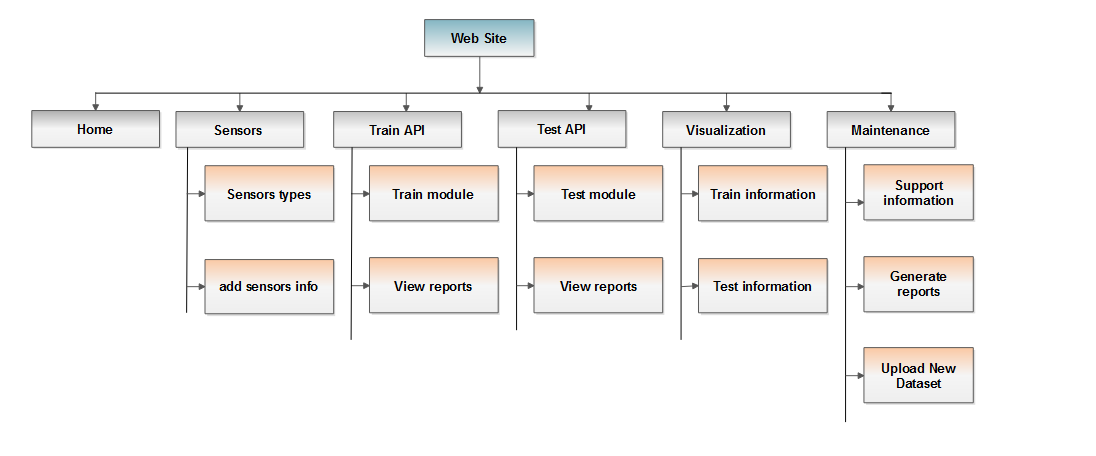 Web Site
Home
Sensors
Train API
Test API
Visualization
Maintenance
Sensors types
Train module
Test module
Train information
Support
information
add sensors info
View reports
View reports
Test information
Generate
reports
Upload New
Dataset